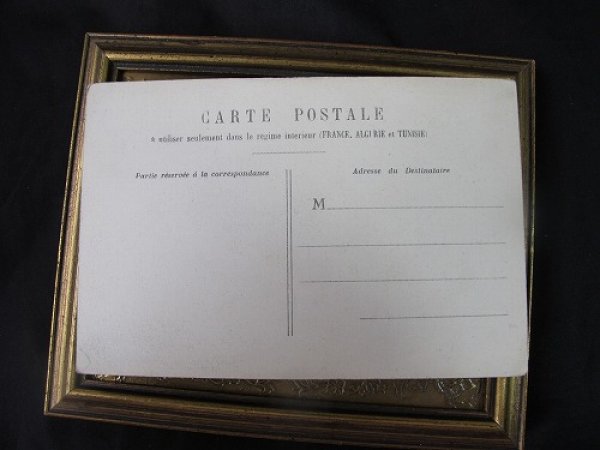 CARTE POSTALE
à utiliser seulement dans le régime intérieur (FRANCE, ALGÉRIE et TUNISIE)
Partie réservée à la correspondance
Adresse du Destinataire
M